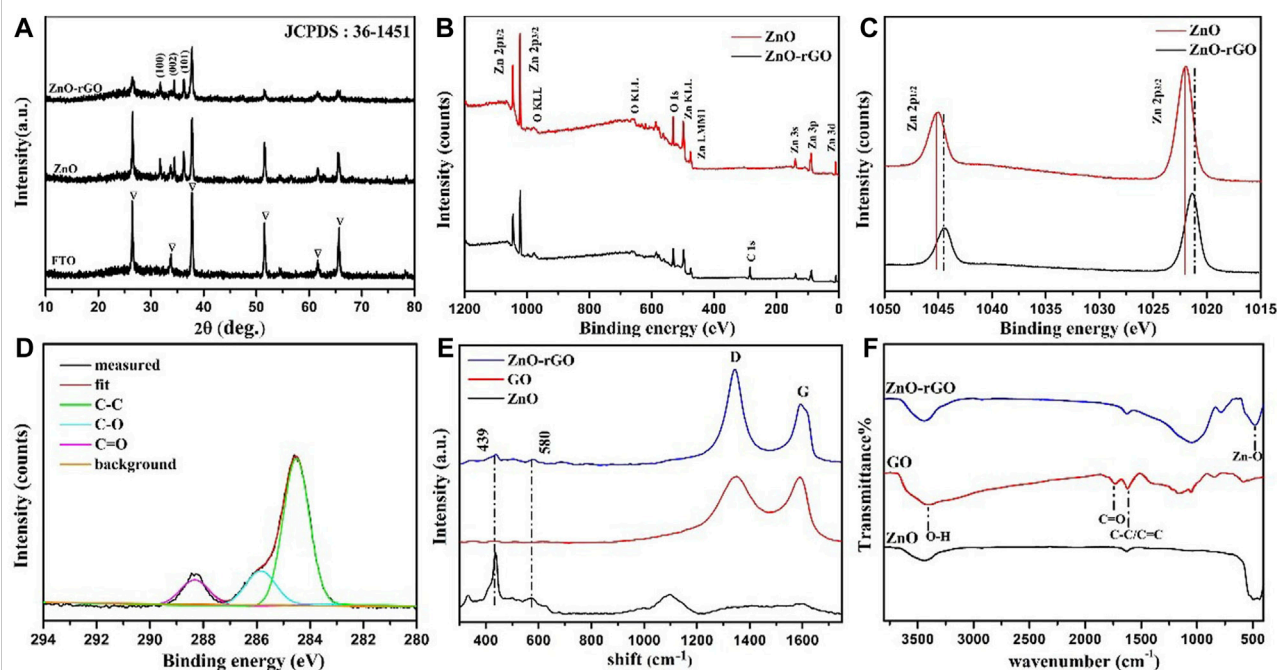 A
JCPDS : 36-1451
(100)
(002)
(101)
ZnO-rGO
ZnO
FTO
Intensity(a.u.)
10 20 30 40 50 60 70 80
2θ (deg.)
B
Zn 2p1/2
Zn 2p3/2
O KLL
O KLL
O 1s
Zn KLL
Zn LMM1
Zn 3s
Zn 3p
Zn 3d
C 1s
ZnO
ZnO-rGO
Intensity (counts)
1200 1000 800 600 400 200 0
Binding energy (eV)
C
ZnO
ZnO-rGO
Zn 2p1/2
Zn 2p3/2
Intensity (counts)
1050 1045 1040 1035 1030 1025 1020 1015
Binding energy (eV)
D
measured
fit
C-C
C-O
C=O
background
Intensity (counts)
294 292 290 288 286 284 282 280
Binding energy (eV)
E
ZnO-rGO
GO
ZnO
D
G
439
580
Intensity (a.u.)
400 600 800 1000 1200 1400 1600
shift (cm-1)
F
ZnO-rGO
Zn-O
GO
C=O
O-H
C-C/C=C
ZnO
Transmittance%
3500 3000 2500 2000 1500 1000 500
wavenumber (cm-1)